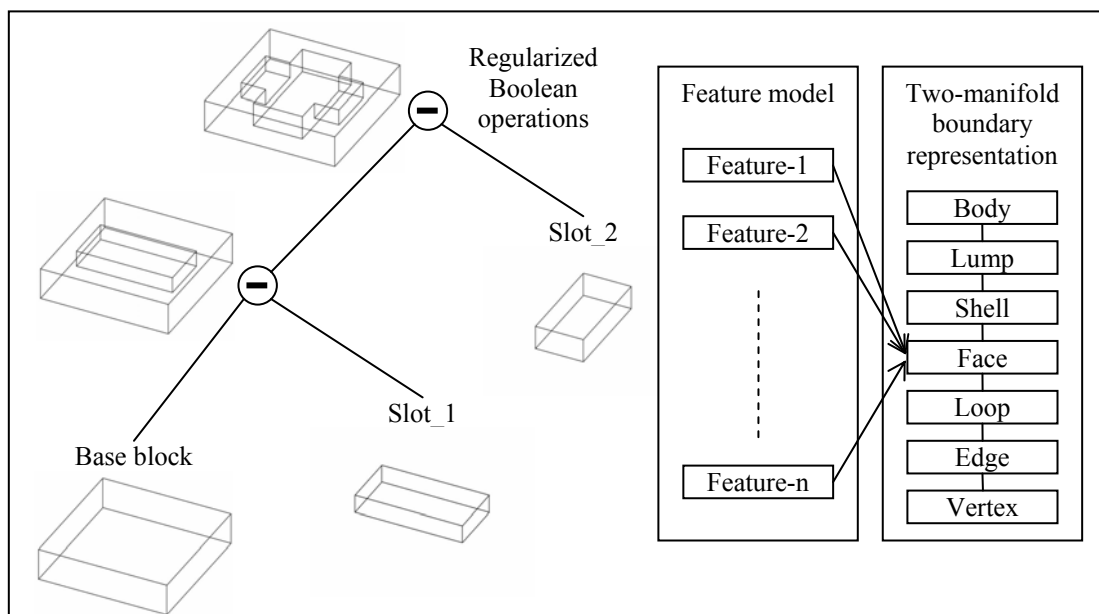 Regularized
Boolean
operations
Slot_2
Slot_1
Base block
Feature model
Feature-1
Feature-2
Feature-n
Two-manifold
boundary
representation
Body
Lump
Shell
Face
Loop
Edge
Vertex